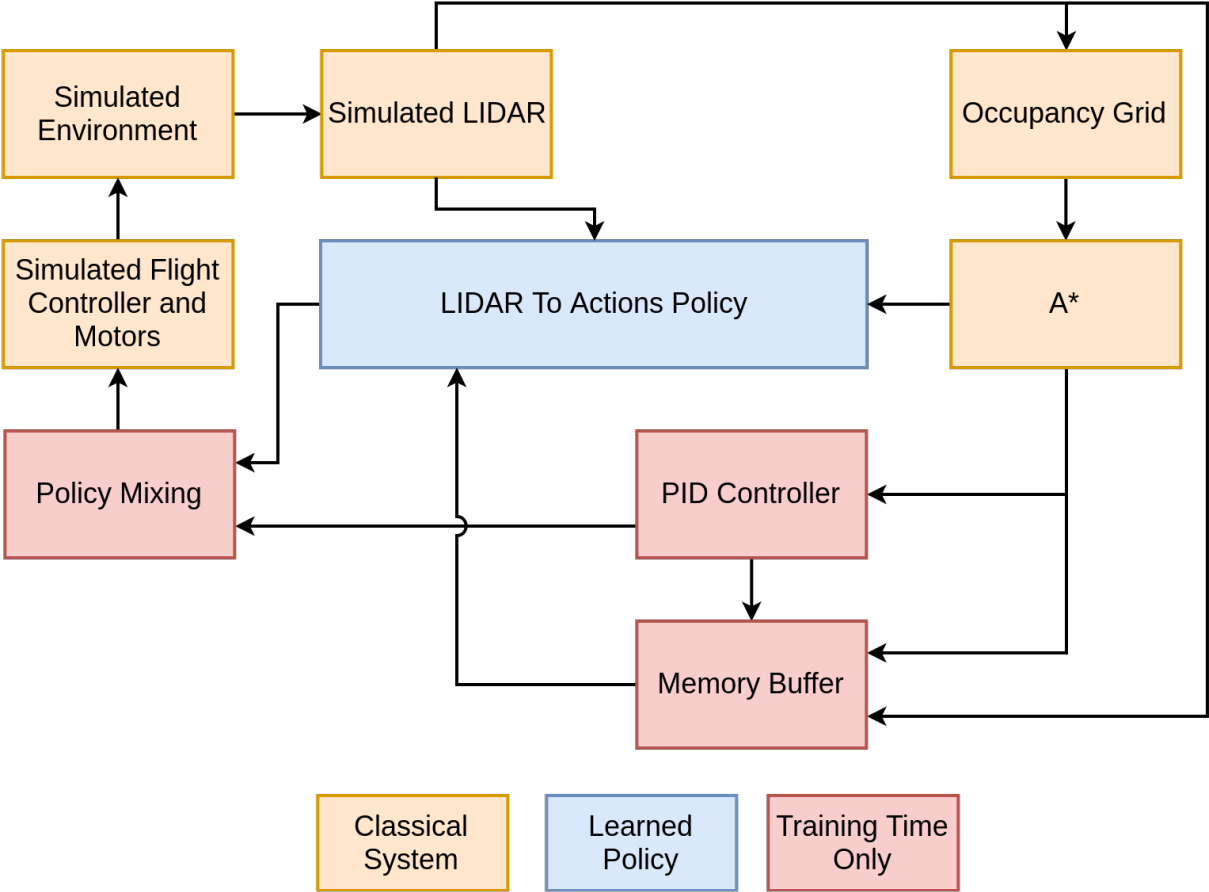 Simulated
Environment
Simulated LIDAR
Occupancy Grid
Simulated Flight
Controller and
Motors
LIDAR To Actions Policy
A*
Policy Mixing
PID Controller
Memory Buffer
Classical
System
Learned
Policy
Training Time
Only